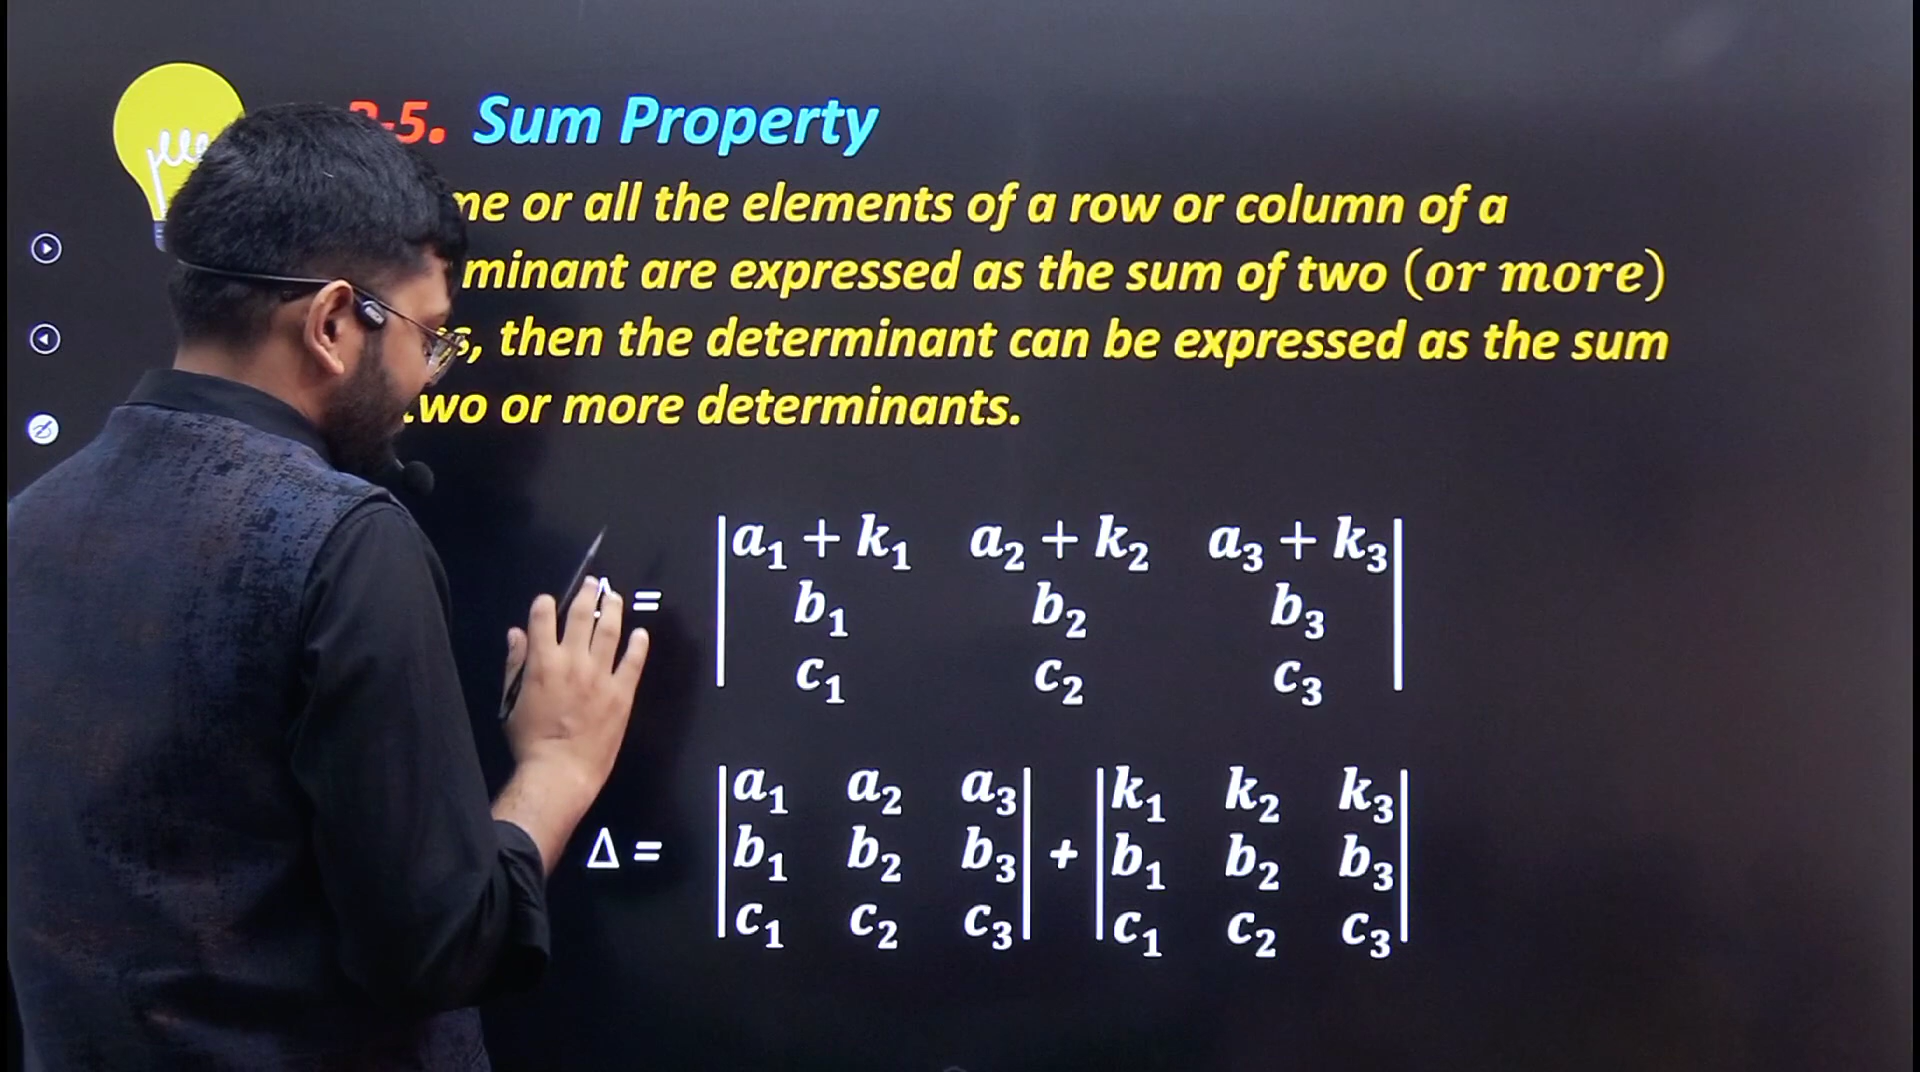 -5. Sum Property
or all the elements of a row or column of a
are expressed as the sum of two (or more)
then the determinant can be expressed as the sum
two or more determinants.
| a₁ + k₁ a₂ + k₂ a₃ + k₃ |
= | b₁ b₂ b₃ |
| c₁ c₂ c₃ |
| a₁ a₂ a₃ | | k₁ k₂ k₃ |
Δ = | b₁ b₂ b₃ | + | b₁ b₂ b₃ |
| c₁ c₂ c₃ | | c₁ c₂ c₃ |